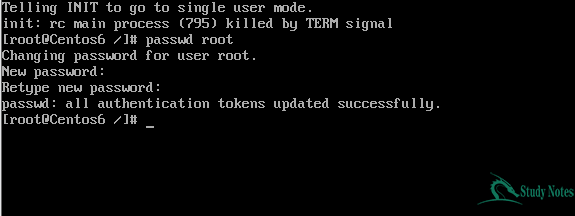 Telling INIT to go to single user mode.
init: rc main process (795) killed by TERM signal
[root@Centos6 /]# passwd root
Changing password for user root.
New password:
Retype new password:
passwd: all authentication tokens updated successfully.
[root@Centos6 /]# _
Study Notes